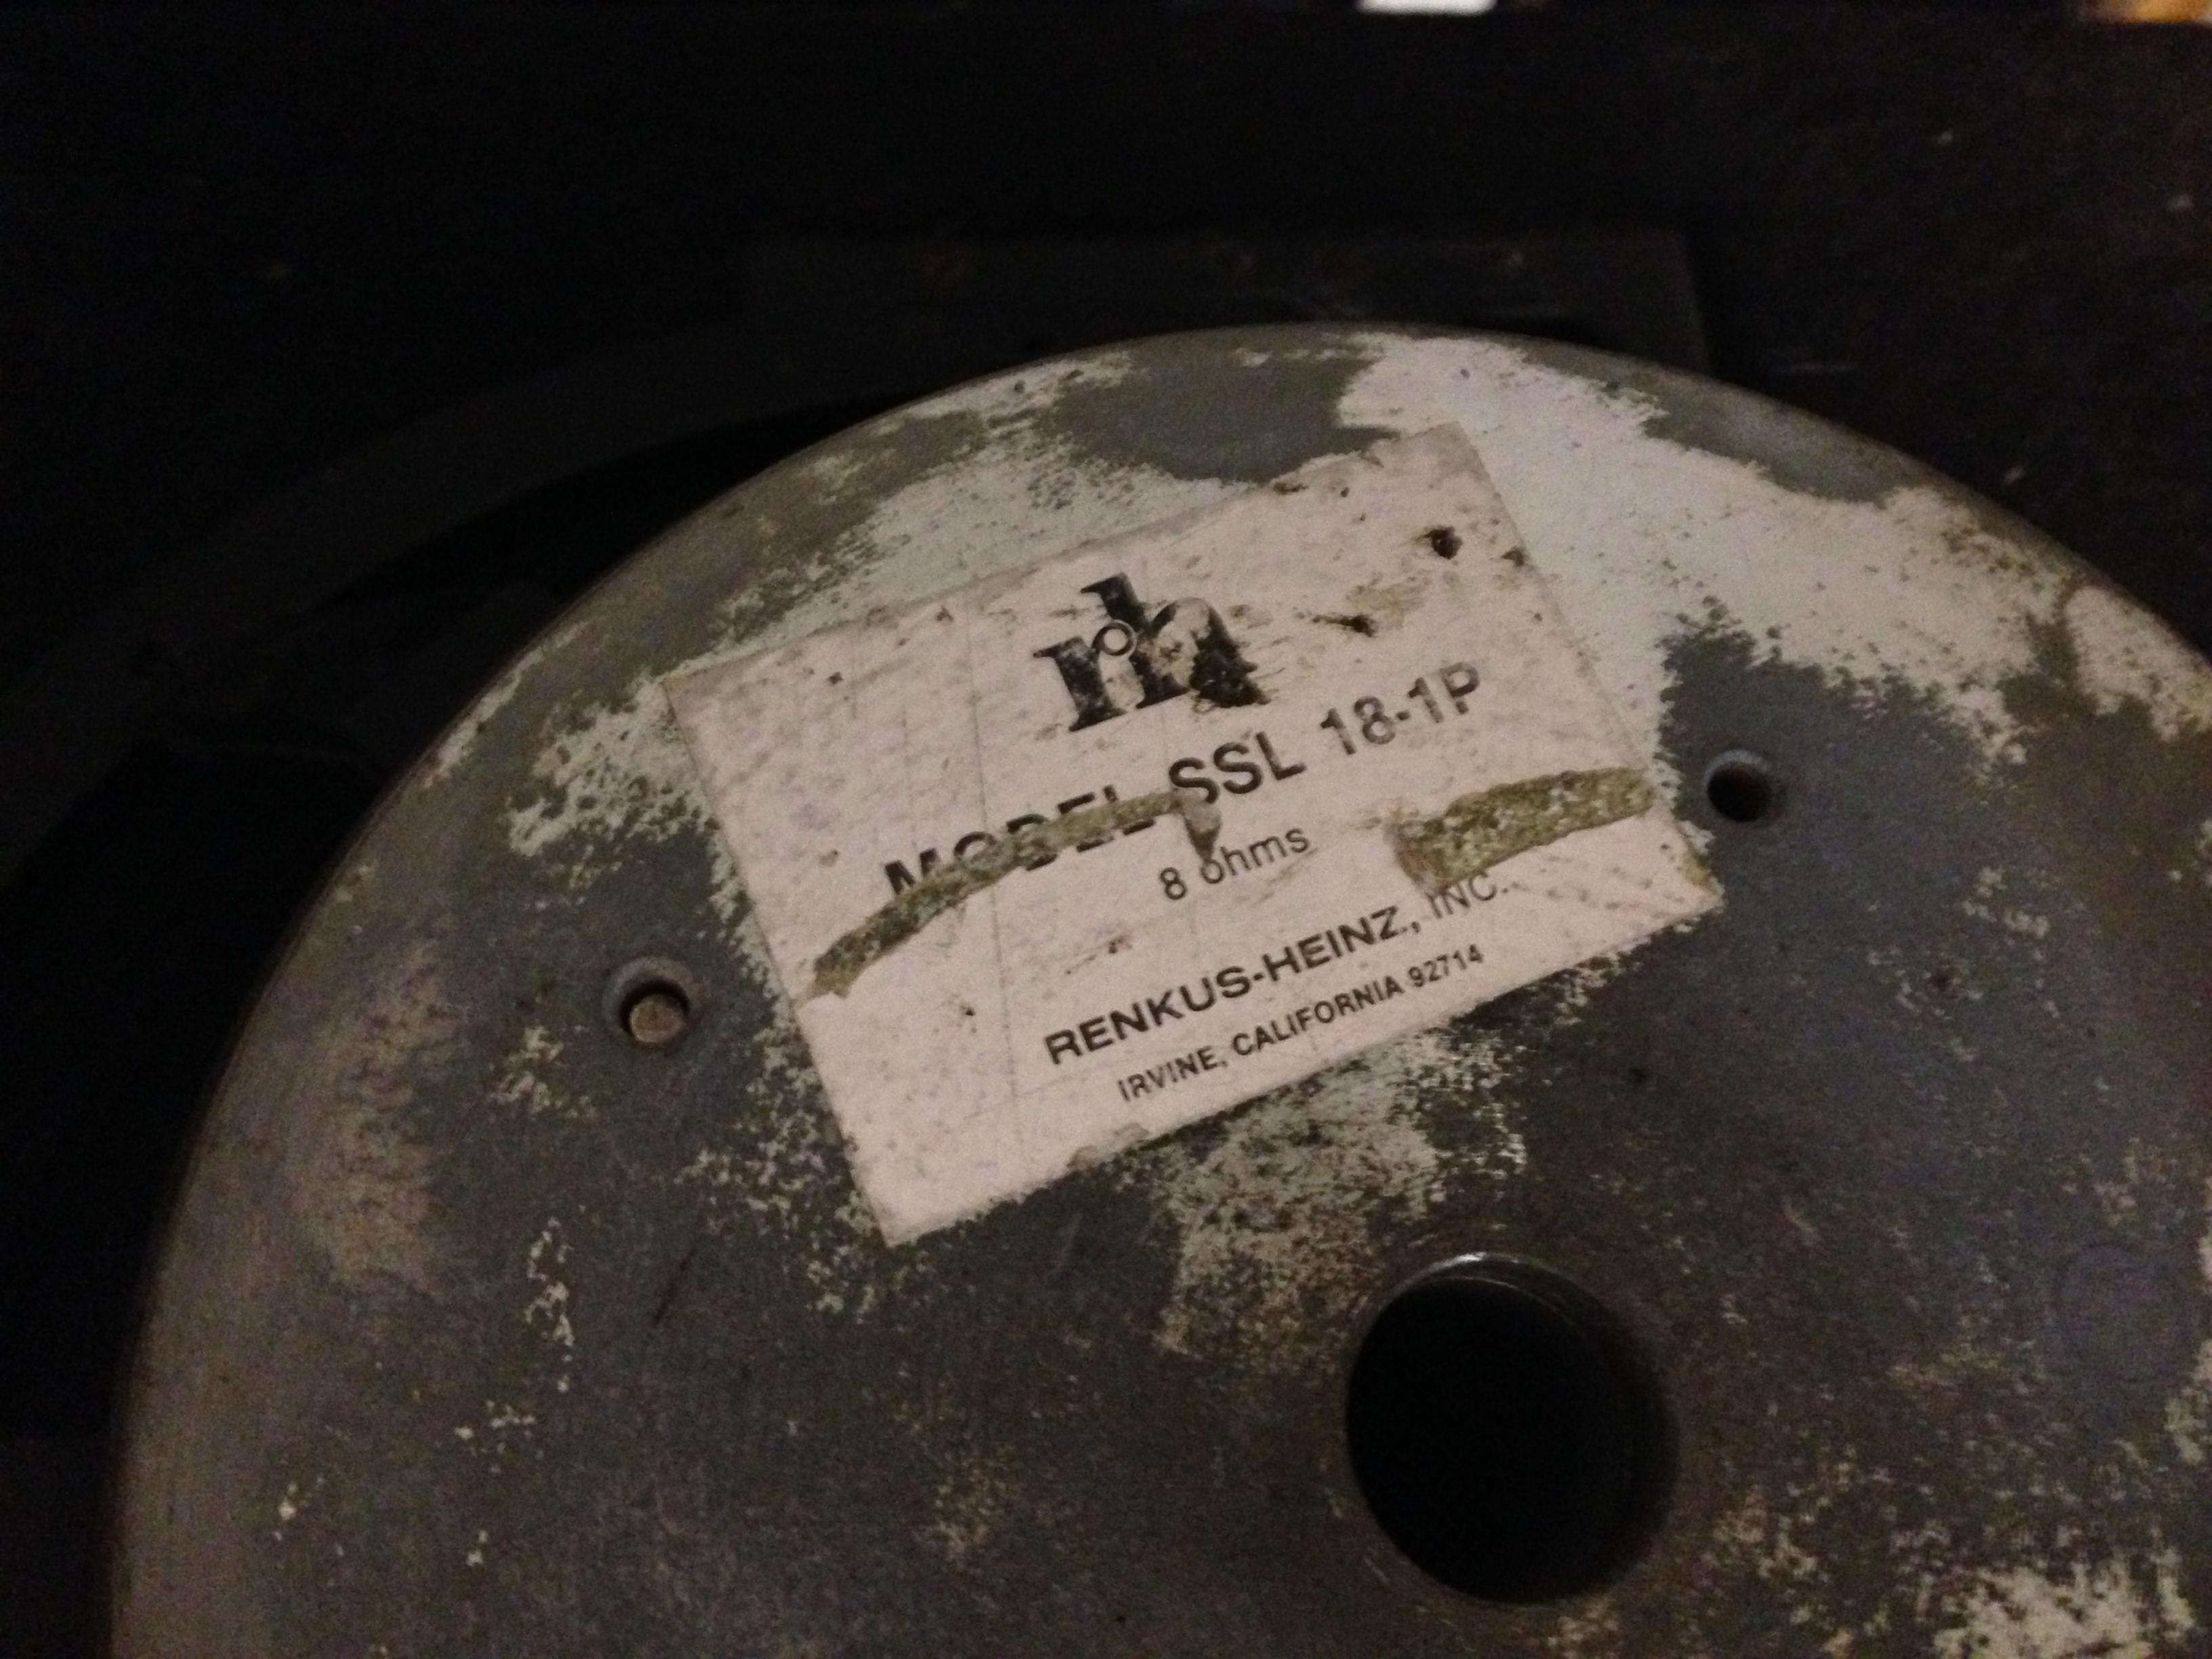 rh
MODEL SSL 18-1P
8 ohms
RENKUS-HEINZ, INC.
IRVINE, CALIFORNIA 92714